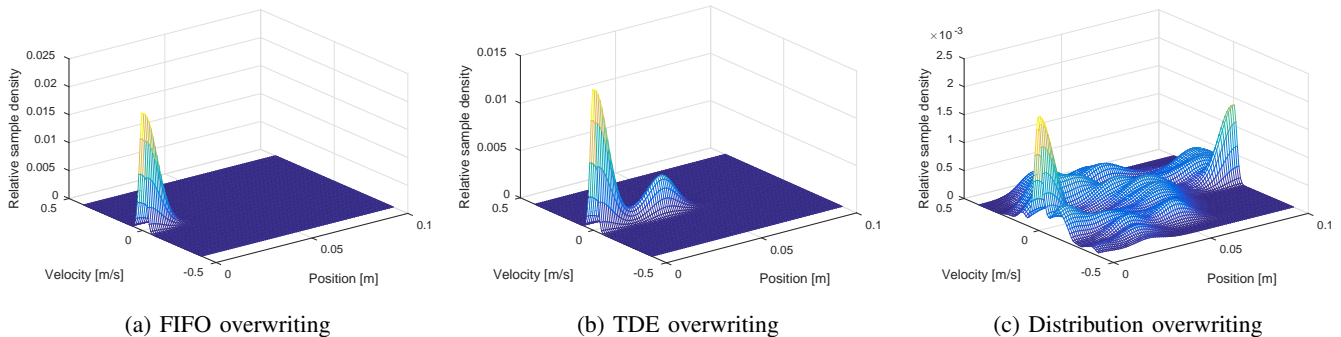 Relative sample density
0.025
0.02
0.015
0.01
0.005
0
0.5
0
-0.5
Velocity [m/s]
0
0.05
0.1
Position [m]
(a) FIFO overwriting
Relative sample density
0.015
0.01
0.005
0
0.5
0
-0.5
Velocity [m/s]
0
0.05
0.1
Position [m]
(b) TDE overwriting
× 10⁻³
Relative sample density
2.5
2
1.5
1
0.5
0
0.5
0
-0.5
Velocity [m/s]
0
0.05
0.1
Position [m]
(c) Distribution overwriting